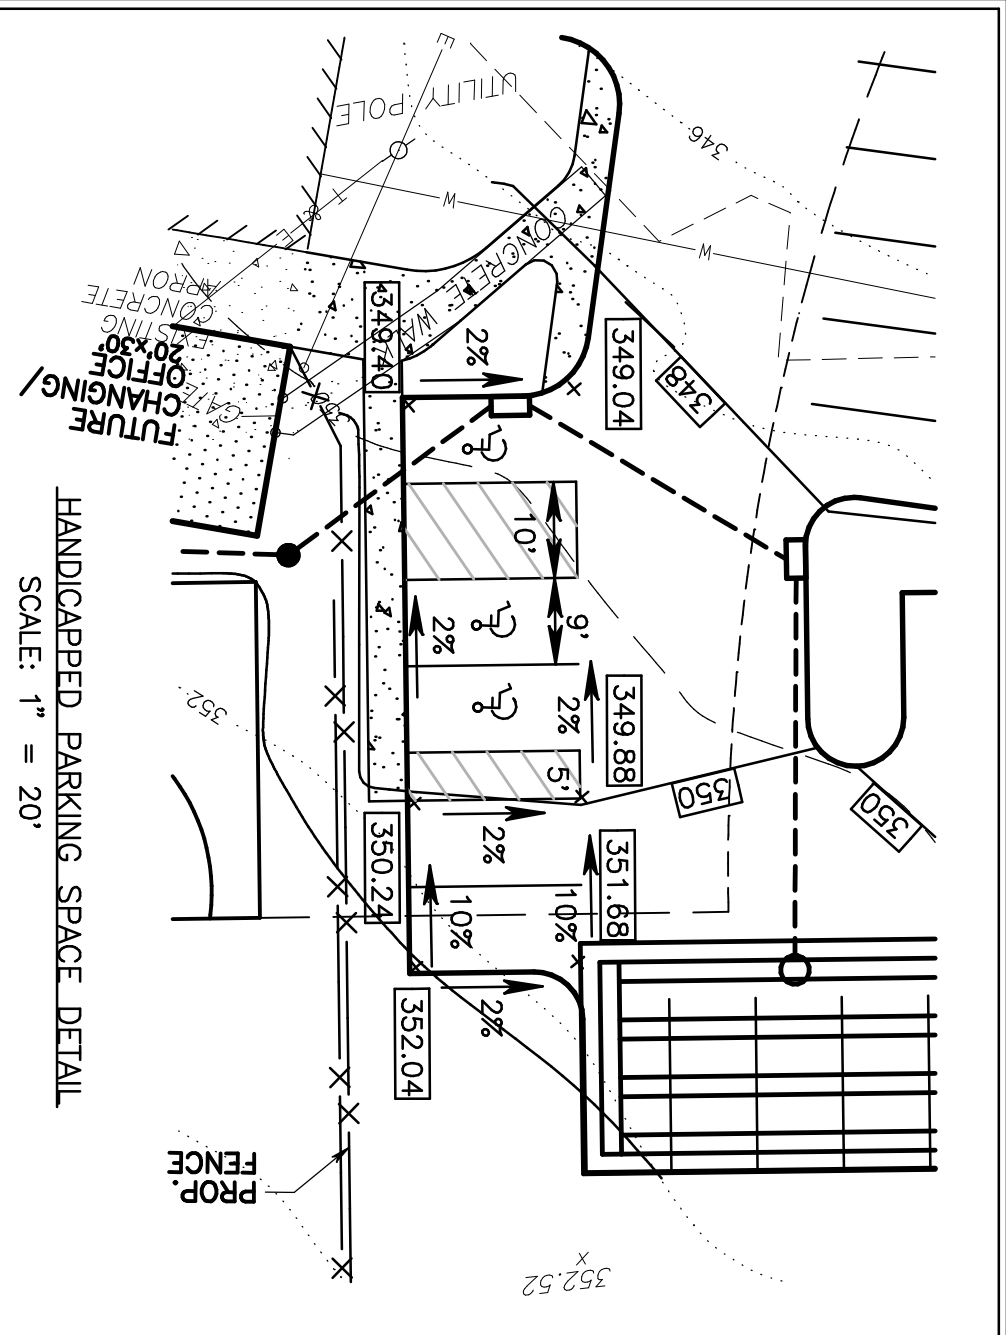 HANDICAPPED PARKING SPACE DETAIL
SCALE: 1" = 20'
E
UTILITY POLE
346
W
W
T & E
CONCRETE WALK
EXISTING
CONCRETE
APRON
FUTURE
CHANGING/
OFFICE
20'x30'
GATE
349.40
2%
349.04
348
10'
9'
2%
2%
349.88
5'
350
350
352
2%
350.24
351.68
10%
10%
2%
352.04
PROP.
FENCE
352.52
x